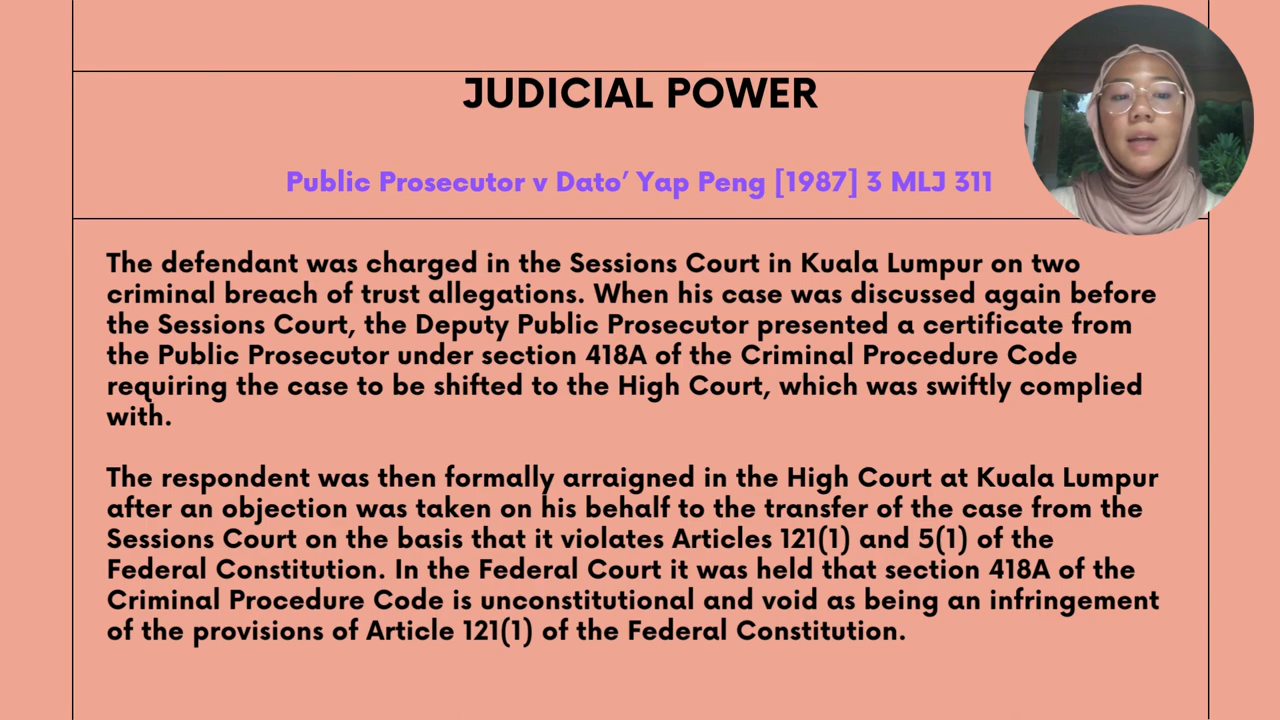 JUDICIAL POWER
Public Prosecutor v Dato’ Yap Peng [1987] 3 MLJ 311
The defendant was charged in the Sessions Court in Kuala Lumpur on two
criminal breach of trust allegations. When his case was discussed again before
the Sessions Court, the Deputy Public Prosecutor presented a certificate from
the Public Prosecutor under section 418A of the Criminal Procedure Code
requiring the case to be shifted to the High Court, which was swiftly complied
with.
The respondent was then formally arraigned in the High Court at Kuala Lumpur
after an objection was taken on his behalf to the transfer of the case from the
Sessions Court on the basis that it violates Articles 121(1) and 5(1) of the
Federal Constitution. In the Federal Court it was held that section 418A of the
Criminal Procedure Code is unconstitutional and void as being an infringement
of the provisions of Article 121(1) of the Federal Constitution.